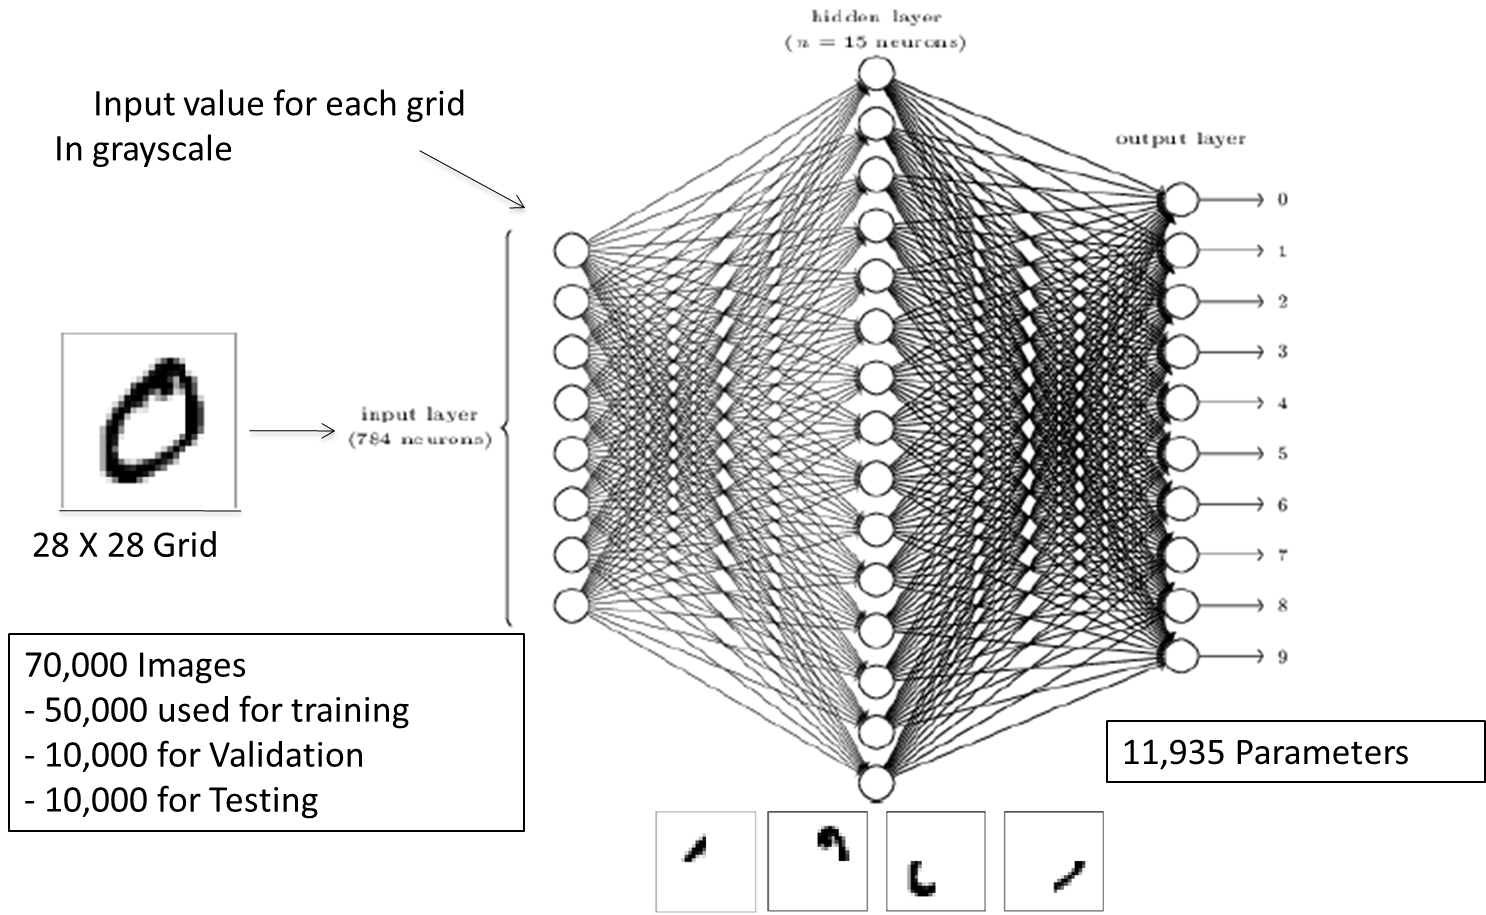 hidden layer
(n = 15 neurons)
Input value for each grid
In grayscale
output layer
0
1
2
3
4
5
6
7
8
9
input layer
(784 neurons)
28 X 28 Grid
70,000 Images
- 50,000 used for training
- 10,000 for Validation
- 10,000 for Testing
11,935 Parameters